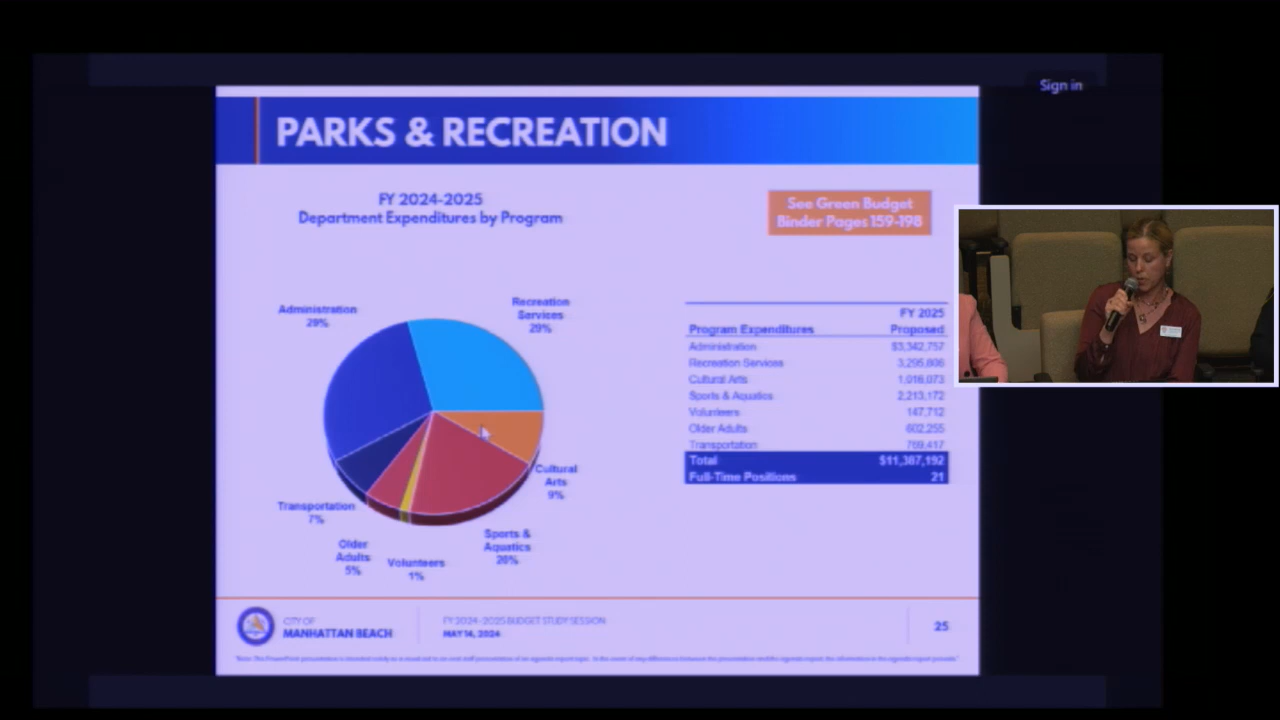 Sign in
PARKS & RECREATION
FY 2024-2025
Department Expenditures by Program
See Green Budget
Binder Pages 159-198
Administration
29%
Recreation
Services
29%
Cultural
Arts
9%
Sports &
Aquatics
20%
Volunteers
1%
Older
Adults
5%
Transportation
7%
FY 2025
Program Expenditures Proposed
Administration $3,342,757
Recreation Services 3,295,806
Cultural Arts 1,016,073
Sports & Aquatics 2,213,172
Volunteers 147,712
Older Adults 602,255
Transportation 769,417
Total $11,387,192
Full-Time Positions 21
CITY OF
MANHATTAN BEACH
FY 2024-2025 BUDGET STUDY SESSION
MAY 14, 2024
25